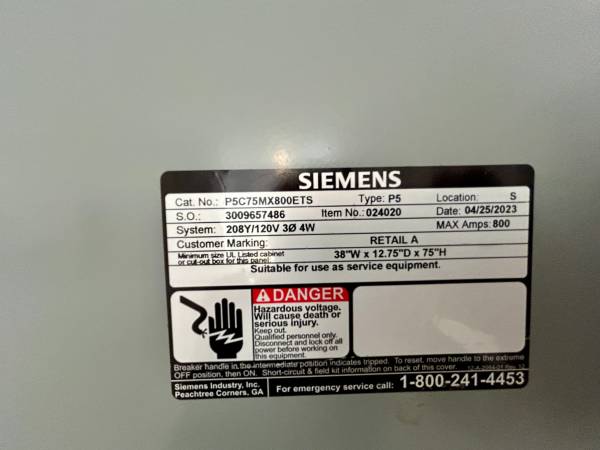 SIEMENS
Cat. No.: P5C75MX800ETS Type: P5 Location: S
S.O.: 3009657486 Item No.: 024020 Date: 04/25/2023
System: 208Y/120V 3Ø 4W MAX Amps: 800
Customer Marking: RETAIL A
Minimum size UL Listed cabinet
or cut-out box for this panel: 38"W x 12.75"D x 75"H
Suitable for use as service equipment.
DANGER
Hazardous voltage.
Will cause death or
serious injury.
Keep out.
Qualified personnel only.
Disconnect and lock off all
power before working on
this equipment.
Breaker handle in the intermediate position indicates tripped. To reset, move handle to the extreme
OFF position, then ON. Short-circuit & field kit information on back of this cover.
Siemens Industry, Inc.
Peachtree Corners, GA
For emergency service call: 1-800-241-4453